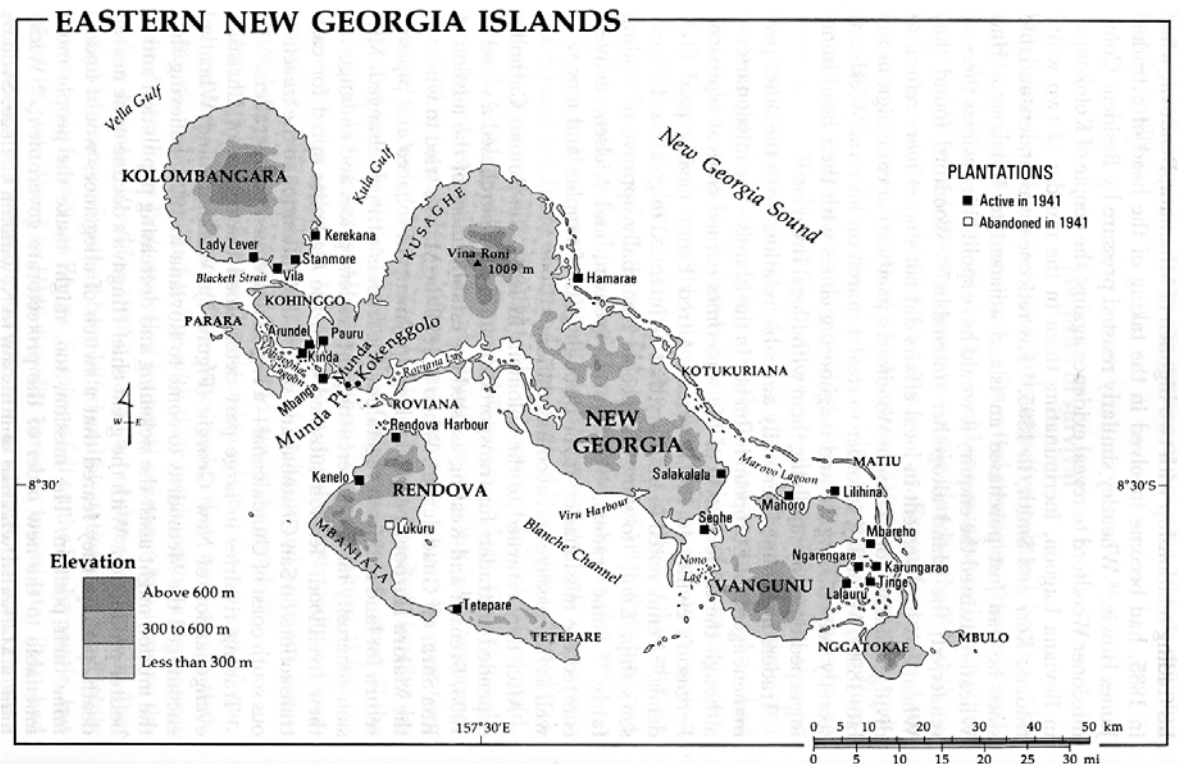 EASTERN NEW GEORGIA ISLANDS
Vella Gulf
KOLOMBANGARA
Kula Gulf
New Georgia Sound
PLANTATIONS
Active in 1941
Abandoned in 1941
KUSAGHE
Kerekana
Lady Lever
Stanmore
Vila
Blackett Strait
Vina Roni
1009 m
Hamarae
KOHINGGO
PARARA
Arundel
Pauru
Kinda
Lagoon
Mbanga
Munda
Kokenggolo
Munda Pt
Roviana Lag
ROVIANA
KOTUKURIANA
W E
Rendova Harbour
NEW
GEORGIA
Kenelo
RENDOVA
Salakalala
Marovo Lagoon
MATIU
8°30'
8°30'S
Mahoro
Lilihina
Viru Harbour
Seghe
Lukuru
MBANIATA
Blanche Channel
Mbareho
Ngarengare
Karungarao
Nono
Lag
VANGUNU
Tinge
Lalauru
Elevation
Above 600 m
300 to 600 m
Less than 300 m
Tetepare
TETEPARE
NGGATOKAE
MBULO
157°30'E
0 5 10 20 30 40 50 km
0 5 10 15 20 25 30 mi